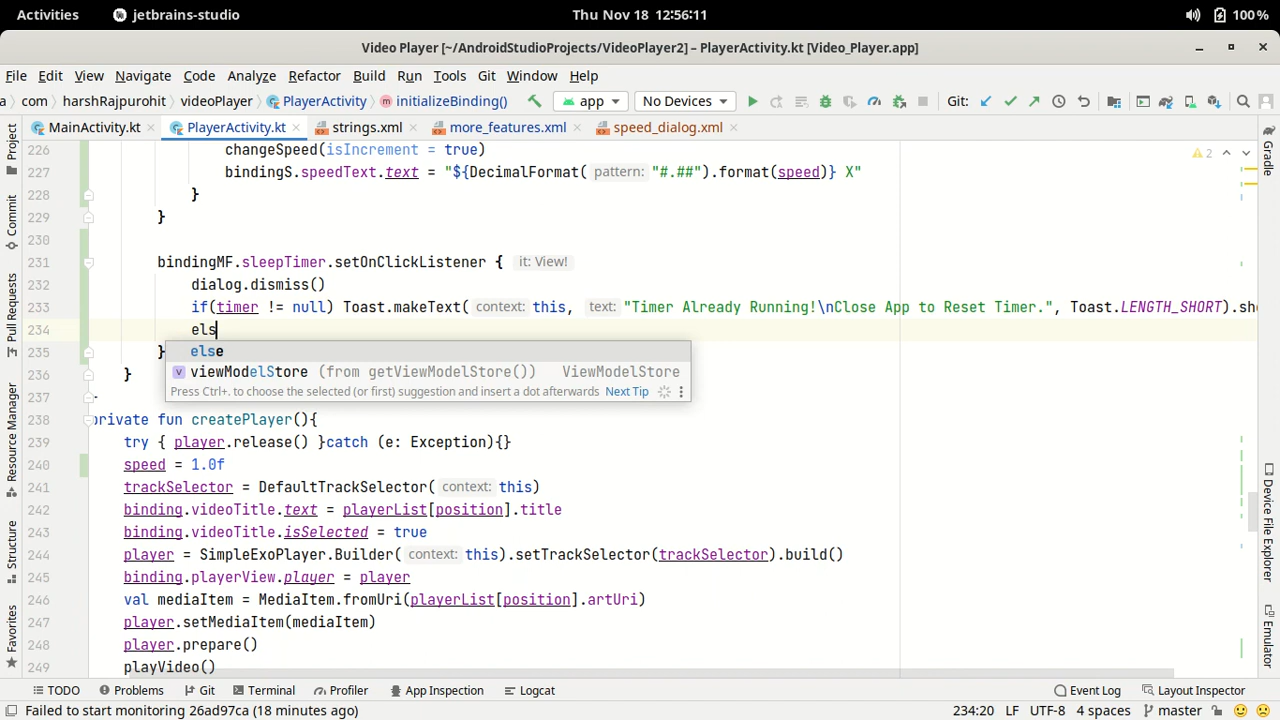 Activities jetbrains-studio Thu Nov 18 12:56:11 100%
Video Player [~/AndroidStudioProjects/VideoPlayer2] – PlayerActivity.kt [Video_Player.app]
File Edit View Navigate Code Analyze Refactor Build Run Tools Git Window Help
a com harshRajpurohit videoPlayer PlayerActivity initializeBinding() app No Devices Git:
MainActivity.kt PlayerActivity.kt strings.xml more_features.xml speed_dialog.xml
226 changeSpeed(isIncrement = true)
227 bindingS.speedText.text = "${DecimalFormat( pattern: "#.##").format(speed)} X"
228 }
229 }
230
231 bindingMF.sleepTimer.setOnClickListener { it: View!
232 dialog.dismiss()
233 if(timer != null) Toast.makeText( context: this, text: "Timer Already Running!\nClose App to Reset Timer.", Toast.LENGTH_SHORT).sho
234 els
235 }
else
viewModelStore (from getViewModelStore()) ViewModelStore
Press Ctrl+. to choose the selected (or first) suggestion and insert a dot afterwards Next Tip
236 }
237
238 private fun createPlayer(){
239 try { player.release() }catch (e: Exception){}
240 speed = 1.0f
241 trackSelector = DefaultTrackSelector( context: this)
242 binding.videoTitle.text = playerList[position].title
243 binding.videoTitle.isSelected = true
244 player = SimpleExoPlayer.Builder( context: this).setTrackSelector(trackSelector).build()
245 binding.playerView.player = player
246 val mediaItem = MediaItem.fromUri(playerList[position].artUri)
247 player.setMediaItem(mediaItem)
248 player.prepare()
249 playVideo()
Project
Commit
Pull Requests
Resource Manager
Structure
Favorites
2
Gradle
Device File Explorer
Emulator
TODO Problems Git Terminal Profiler App Inspection Logcat Event Log Layout Inspector
Failed to start monitoring 26ad97ca (18 minutes ago) 234:20 LF UTF-8 4 spaces master